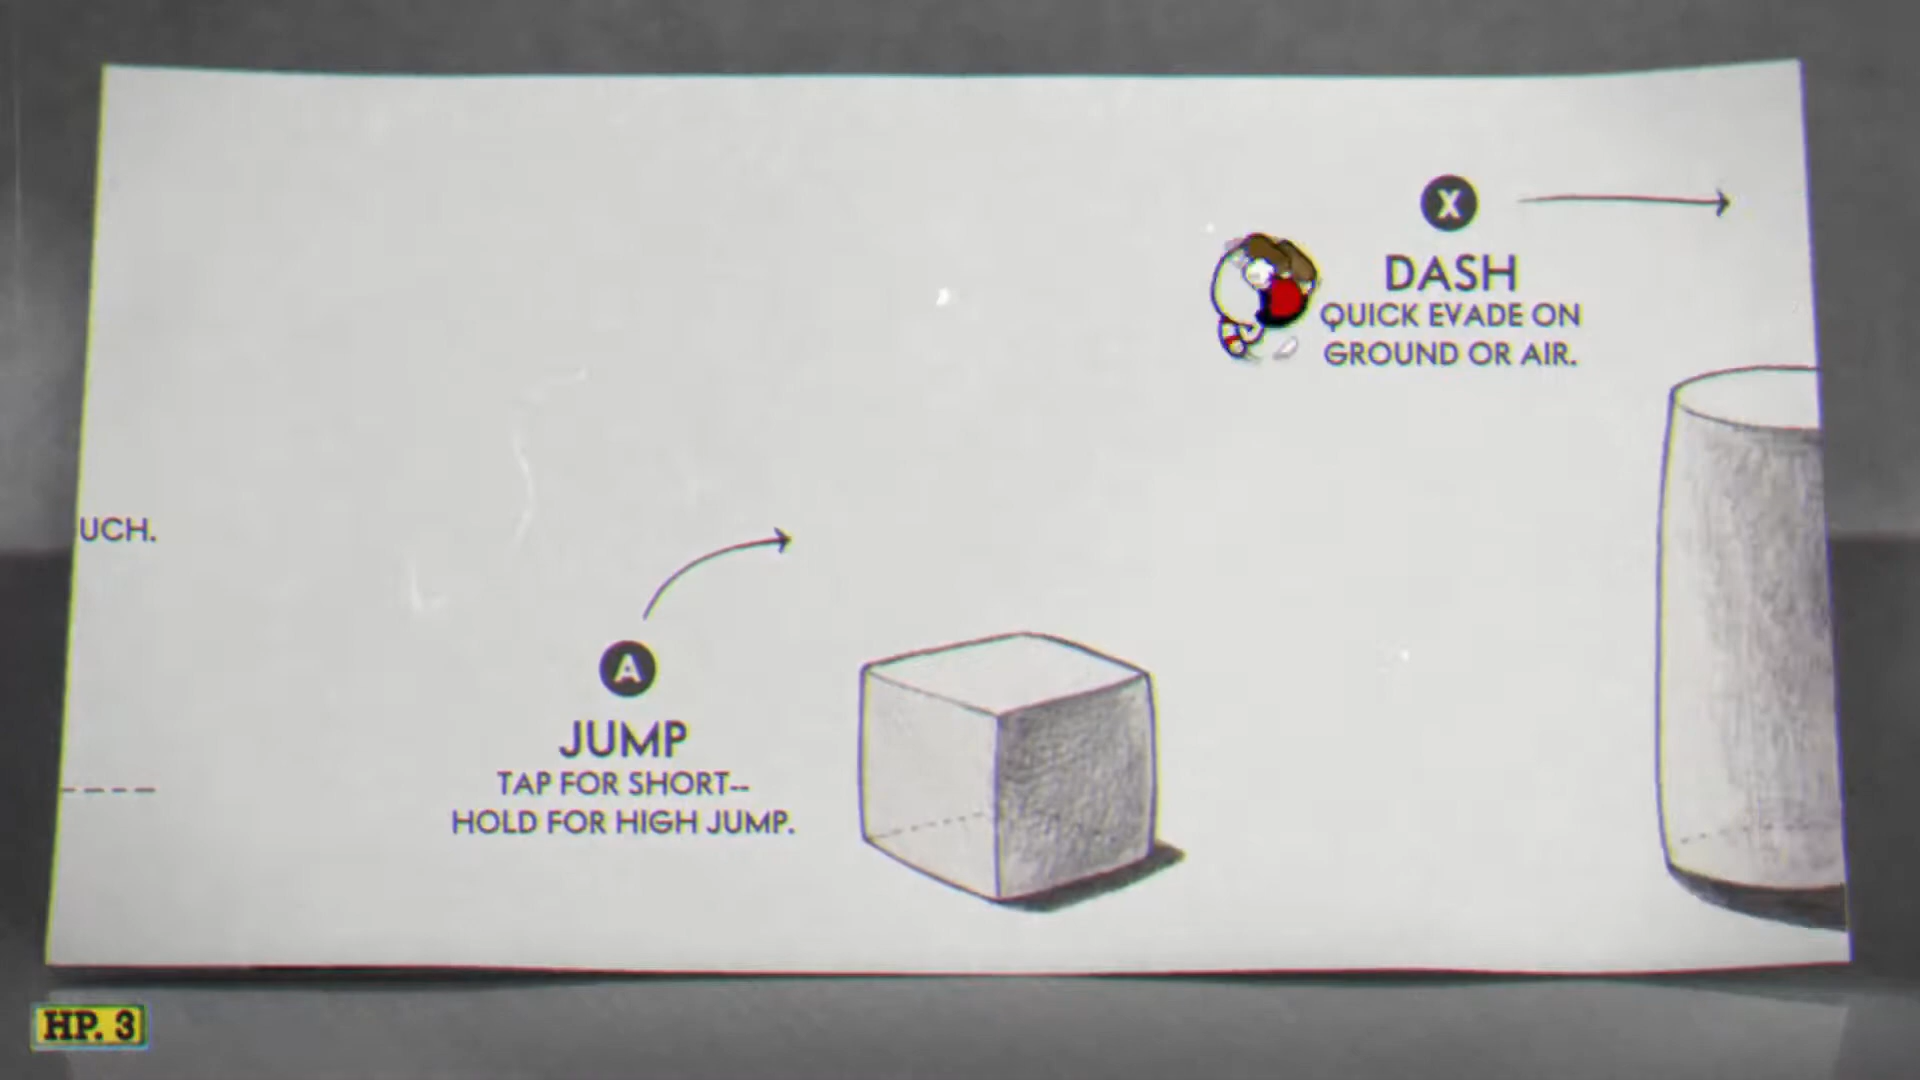 X
DASH
QUICK EVADE ON
GROUND OR AIR.
UCH.
A
JUMP
TAP FOR SHORT--
HOLD FOR HIGH JUMP.
HP. 3